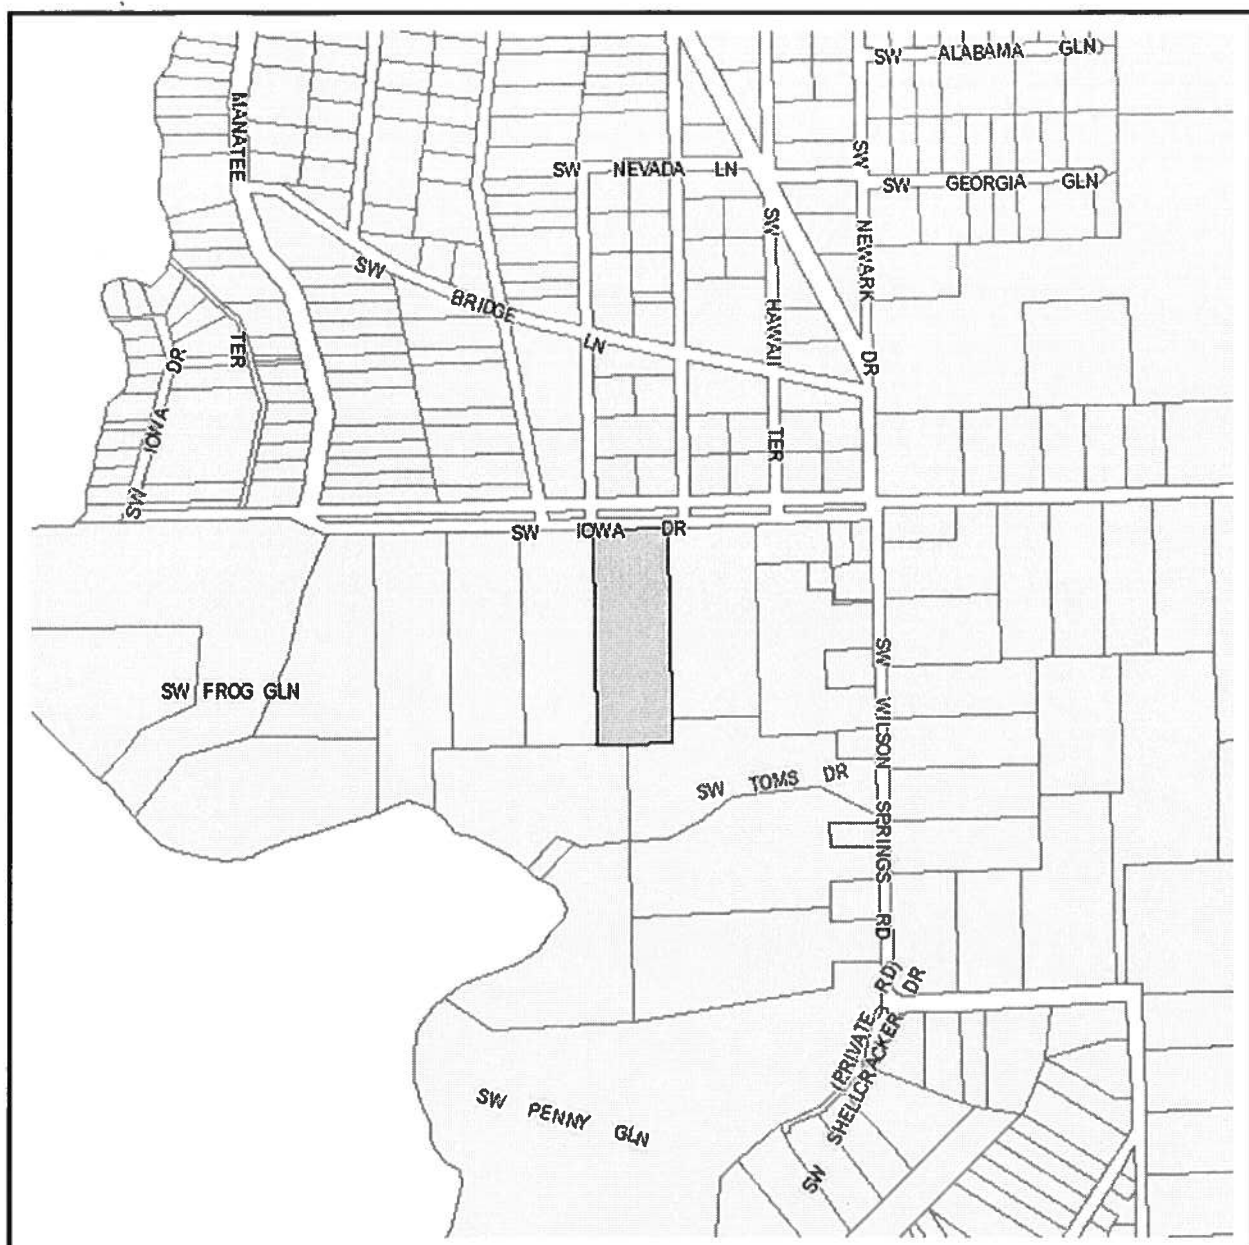 SW ALABAMA GLN
MANATEE
SW
SW NEVADA LN
SW GEORGIA GLN
SW HAWAII TER
NEWARK DR
SW BRIDGE LN
TER
SW IOWA DR
SW IOWA DR
SW FROG GLN
SW WILSON SPRINGS RD
SW TOMS DR
(PRIVATE RD)
SW SHELLCRACKER DR
SW PENNY GLN